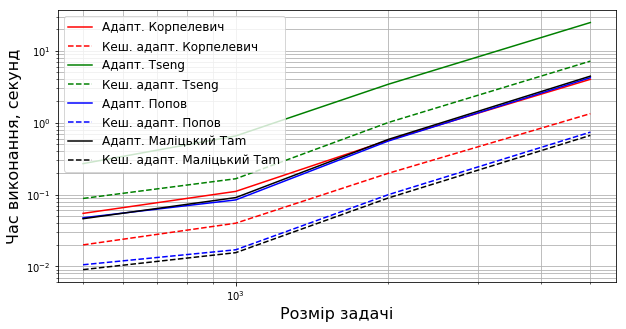 Адапт. Корпелевич
Кеш. адапт. Корпелевич
Адапт. Tseng
Кеш. адапт. Tseng
Адапт. Попов
Кеш. адапт. Попов
Адапт. Маліцький Tam
Кеш. адапт. Маліцький Tam
Час виконання, секунд
10¹
10⁰
10⁻¹
10⁻²
10³
Розмір задачі